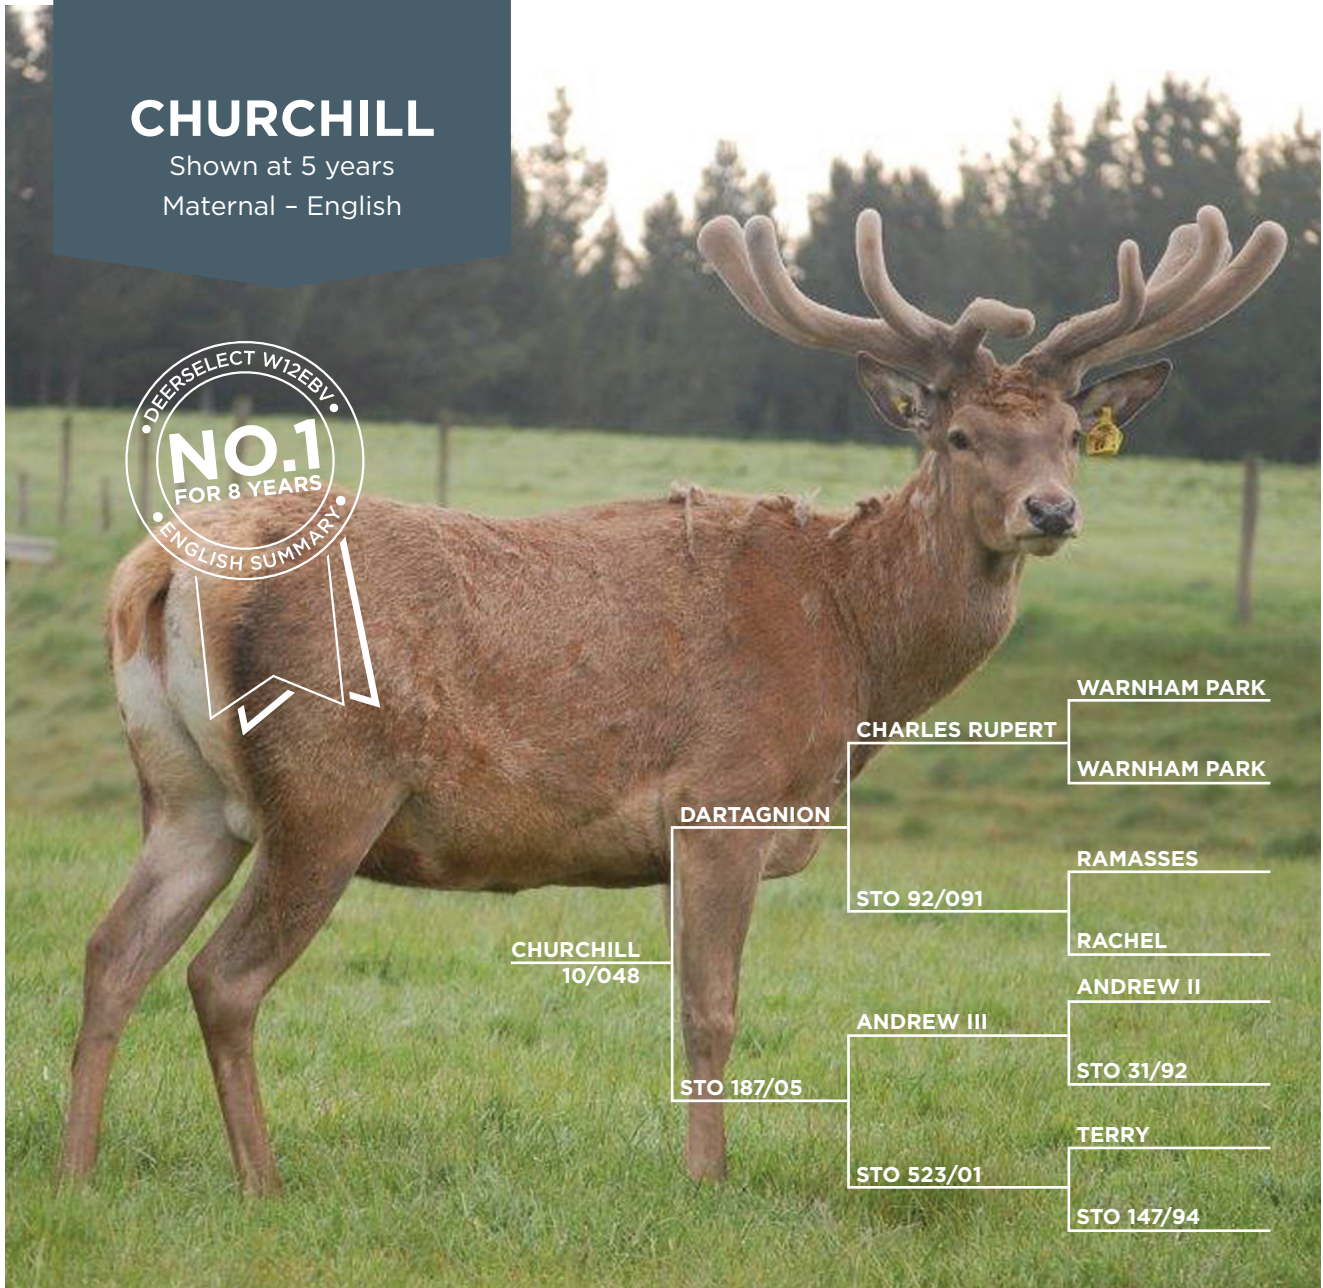 CHURCHILL
Shown at 5 years
Maternal – English
DEERSELECT W12EBV
NO.1
FOR 8 YEARS
ENGLISH SUMMARY
WARNHAM PARK
CHARLES RUPERT
WARNHAM PARK
DARTAGNION
RAMASSES
STO 92/091
RACHEL
CHURCHILL
10/048
ANDREW II
ANDREW III
STO 31/92
STO 187/05
TERRY
STO 523/01
STO 147/94